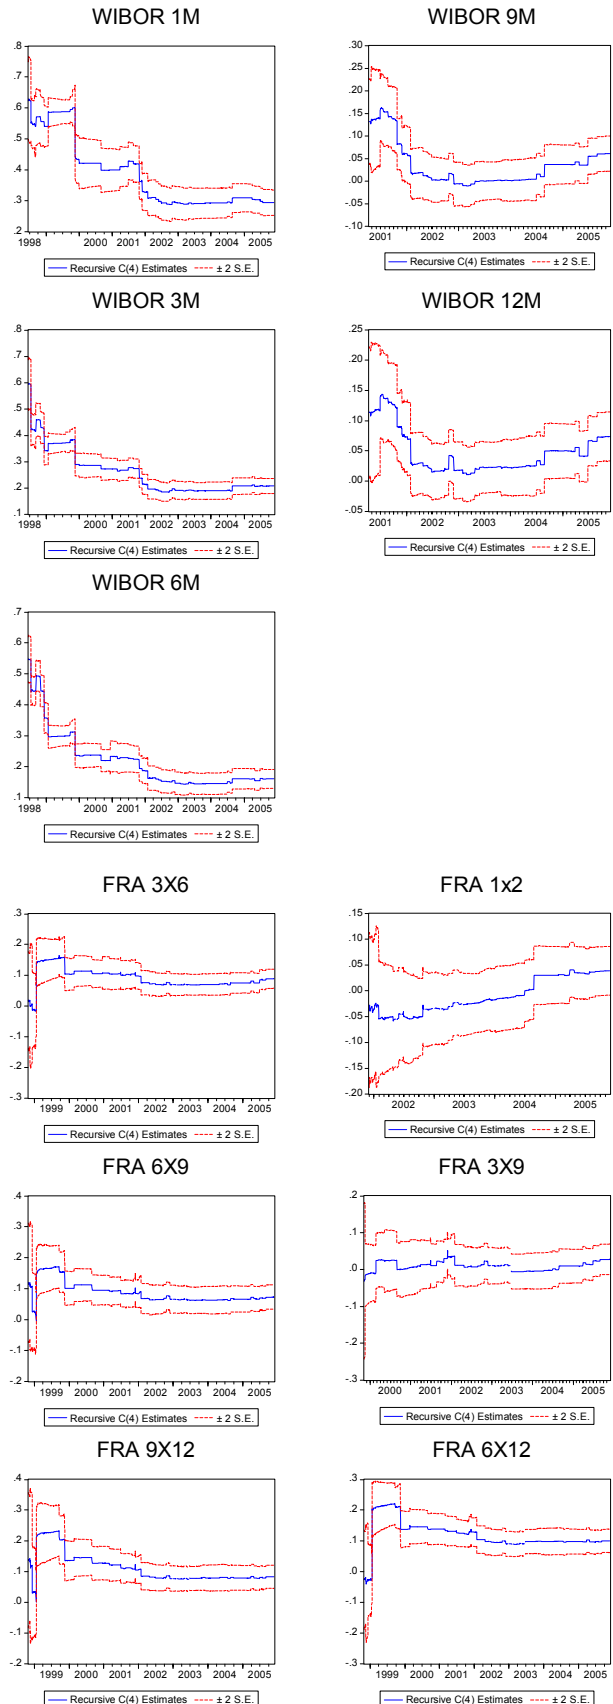 WIBOR 1M
.8
.7
.6
.5
.4
.3
.2
1998 2000 2001 2002 2003 2004 2005
Recursive C(4) Estimates ± 2 S.E.
WIBOR 9M
.30
.25
.20
.15
.10
.05
.00
-.05
-.10
2001 2002 2003 2004 2005
Recursive C(4) Estimates ± 2 S.E.
WIBOR 3M
.8
.7
.6
.5
.4
.3
.2
.1
1998 2000 2001 2002 2003 2004 2005
Recursive C(4) Estimates ± 2 S.E.
WIBOR 12M
.25
.20
.15
.10
.05
.00
-.05
2001 2002 2003 2004 2005
Recursive C(4) Estimates ± 2 S.E.
WIBOR 6M
.7
.6
.5
.4
.3
.2
.1
1998 2000 2001 2002 2003 2004 2005
Recursive C(4) Estimates ± 2 S.E.
FRA 3X6
.3
.2
.1
.0
-.1
-.2
-.3
1999 2000 2001 2002 2003 2004 2005
Recursive C(4) Estimates ± 2 S.E.
FRA 1x2
.15
.10
.05
.00
-.05
-.10
-.15
-.20
2002 2003 2004 2005
Recursive C(4) Estimates ± 2 S.E.
FRA 6X9
.4
.3
.2
.1
.0
-.1
-.2
1999 2000 2001 2002 2003 2004 2005
Recursive C(4) Estimates ± 2 S.E.
FRA 3X9
.2
.1
.0
-.1
-.2
-.3
2000 2001 2002 2003 2004 2005
Recursive C(4) Estimates ± 2 S.E.
FRA 9X12
.4
.3
.2
.1
.0
-.1
-.2
1999 2000 2001 2002 2003 2004 2005
Recursive C(4) Estimates ± 2 S.E.
FRA 6X12
.3
.2
.1
.0
-.1
-.2
-.3
1999 2000 2001 2002 2003 2004 2005
Recursive C(4) Estimates ± 2 S.E.